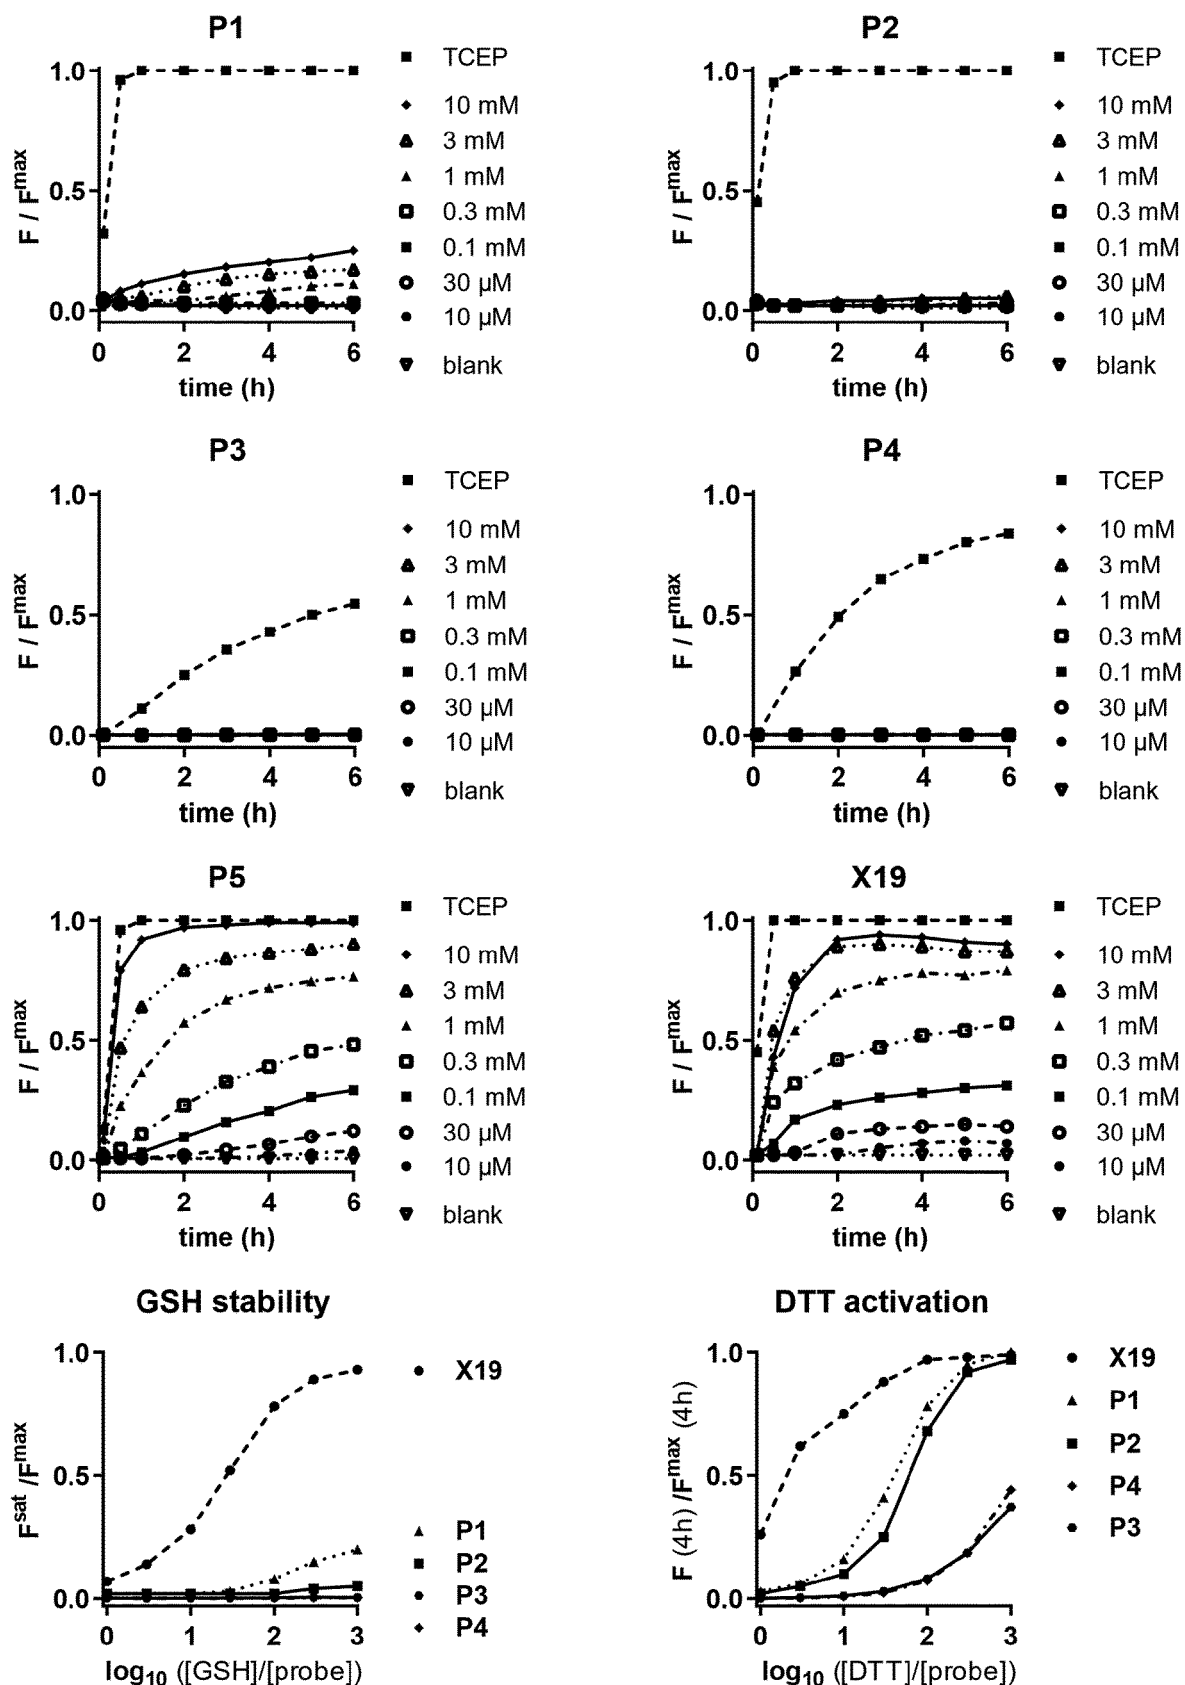 P1
F / Fmax
1.0
0.5
0.0
0 2 4 6
time (h)
TCEP
10 mM
3 mM
1 mM
0.3 mM
0.1 mM
30 µM
10 µM
blank
P2
F / Fmax
1.0
0.5
0.0
0 2 4 6
time (h)
TCEP
10 mM
3 mM
1 mM
0.3 mM
0.1 mM
30 µM
10 µM
blank
P3
F / Fmax
1.0
0.5
0.0
0 2 4 6
time (h)
TCEP
10 mM
3 mM
1 mM
0.3 mM
0.1 mM
30 µM
10 µM
blank
P4
F / Fmax
1.0
0.5
0.0
0 2 4 6
time (h)
TCEP
10 mM
3 mM
1 mM
0.3 mM
0.1 mM
30 µM
10 µM
blank
P5
F / Fmax
1.0
0.5
0.0
0 2 4 6
time (h)
TCEP
10 mM
3 mM
1 mM
0.3 mM
0.1 mM
30 µM
10 µM
blank
X19
F / Fmax
1.0
0.5
0.0
0 2 4 6
time (h)
TCEP
10 mM
3 mM
1 mM
0.3 mM
0.1 mM
30 µM
10 µM
blank
GSH stability
Fsat /Fmax
1.0
0.5
0.0
0 1 2 3
log10 ([GSH]/[probe])
X19
P1
P2
P3
P4
DTT activation
F (4h) /Fmax (4h)
1.0
0.5
0.0
0 1 2 3
log10 ([DTT]/[probe])
X19
P1
P2
P4
P3